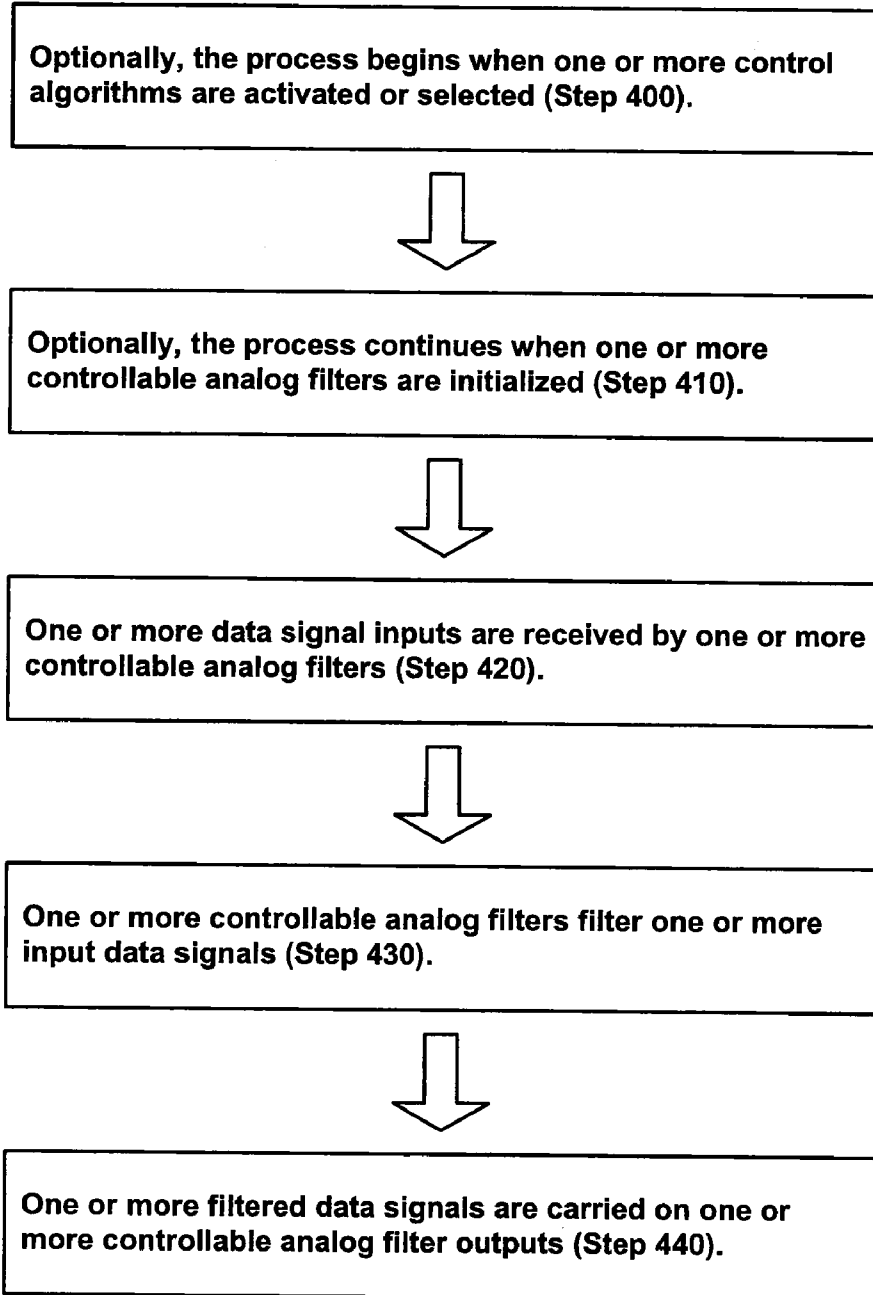 Optionally, the process begins when one or more control
algorithms are activated or selected (Step 400).
Optionally, the process continues when one or more
controllable analog filters are initialized (Step 410).
One or more data signal inputs are received by one or more
controllable analog filters (Step 420).
One or more controllable analog filters filter one or more
input data signals (Step 430).
One or more filtered data signals are carried on one or
more controllable analog filter outputs (Step 440).